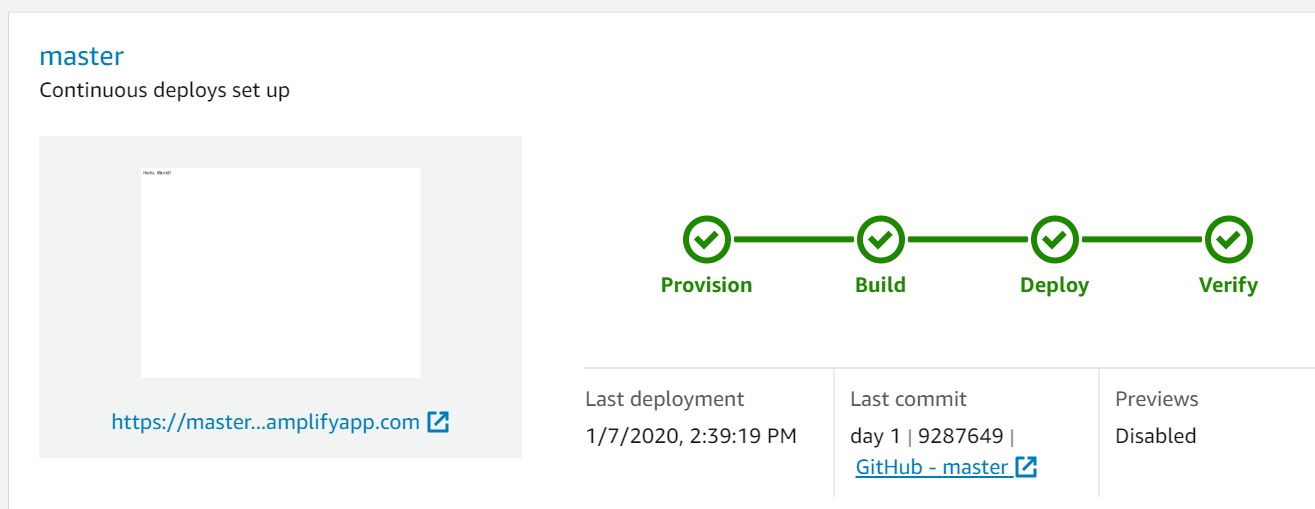 master
Continuous deploys set up
Hello, World!
https://master...amplifyapp.com
Provision
Build
Deploy
Verify
Last deployment
1/7/2020, 2:39:19 PM
Last commit
day 1 | 9287649 |
GitHub - master
Previews
Disabled